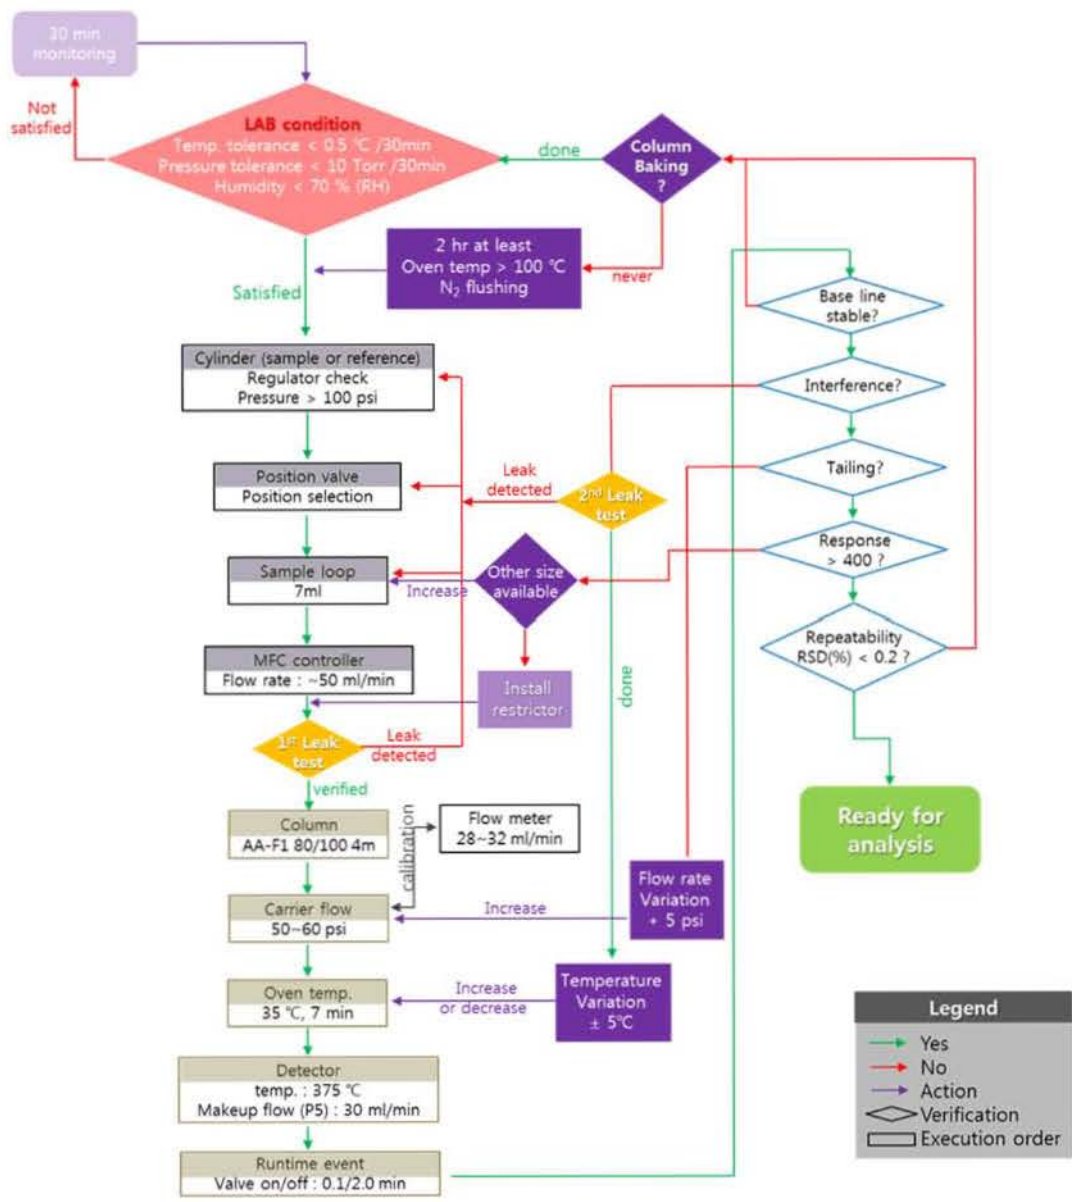 30 min
monitoring
Not
satisfied
LAB condition
Temp. tolerance < 0.5 ℃ /30min
Pressure tolerance < 10 Torr /30min
Humidity < 70 % (RH)
done
Column
Baking
?
2 hr at least
Oven temp > 100 ℃
N₂ flushing
never
Satisfied
Base line
stable?
Cylinder (sample or reference)
Regulator check
Pressure > 100 psi
Interference?
Position valve
Position selection
Leak
detected
2nd Leak
test
Tailing?
Response
> 400 ?
Sample loop
7ml
Increase
Other size
available
Repeatability
RSD(%) < 0.2 ?
MFC controller
Flow rate : ~50 ml/min
Install
restrictor
done
1st Leak
test
Leak
detected
verified
Column
AA-F1 80/100 4m
calibration
Flow meter
28~32 ml/min
Ready for
analysis
Carrier flow
50~60 psi
Increase
Flow rate
Variation
+ 5 psi
Oven temp.
35 ℃, 7 min
Increase
or decrease
Temperature
Variation
± 5℃
Detector
temp. : 375 ℃
Makeup flow (P5) : 30 ml/min
Runtime event
Valve on/off : 0.1/2.0 min
Legend
Yes
No
Action
Verification
Execution order